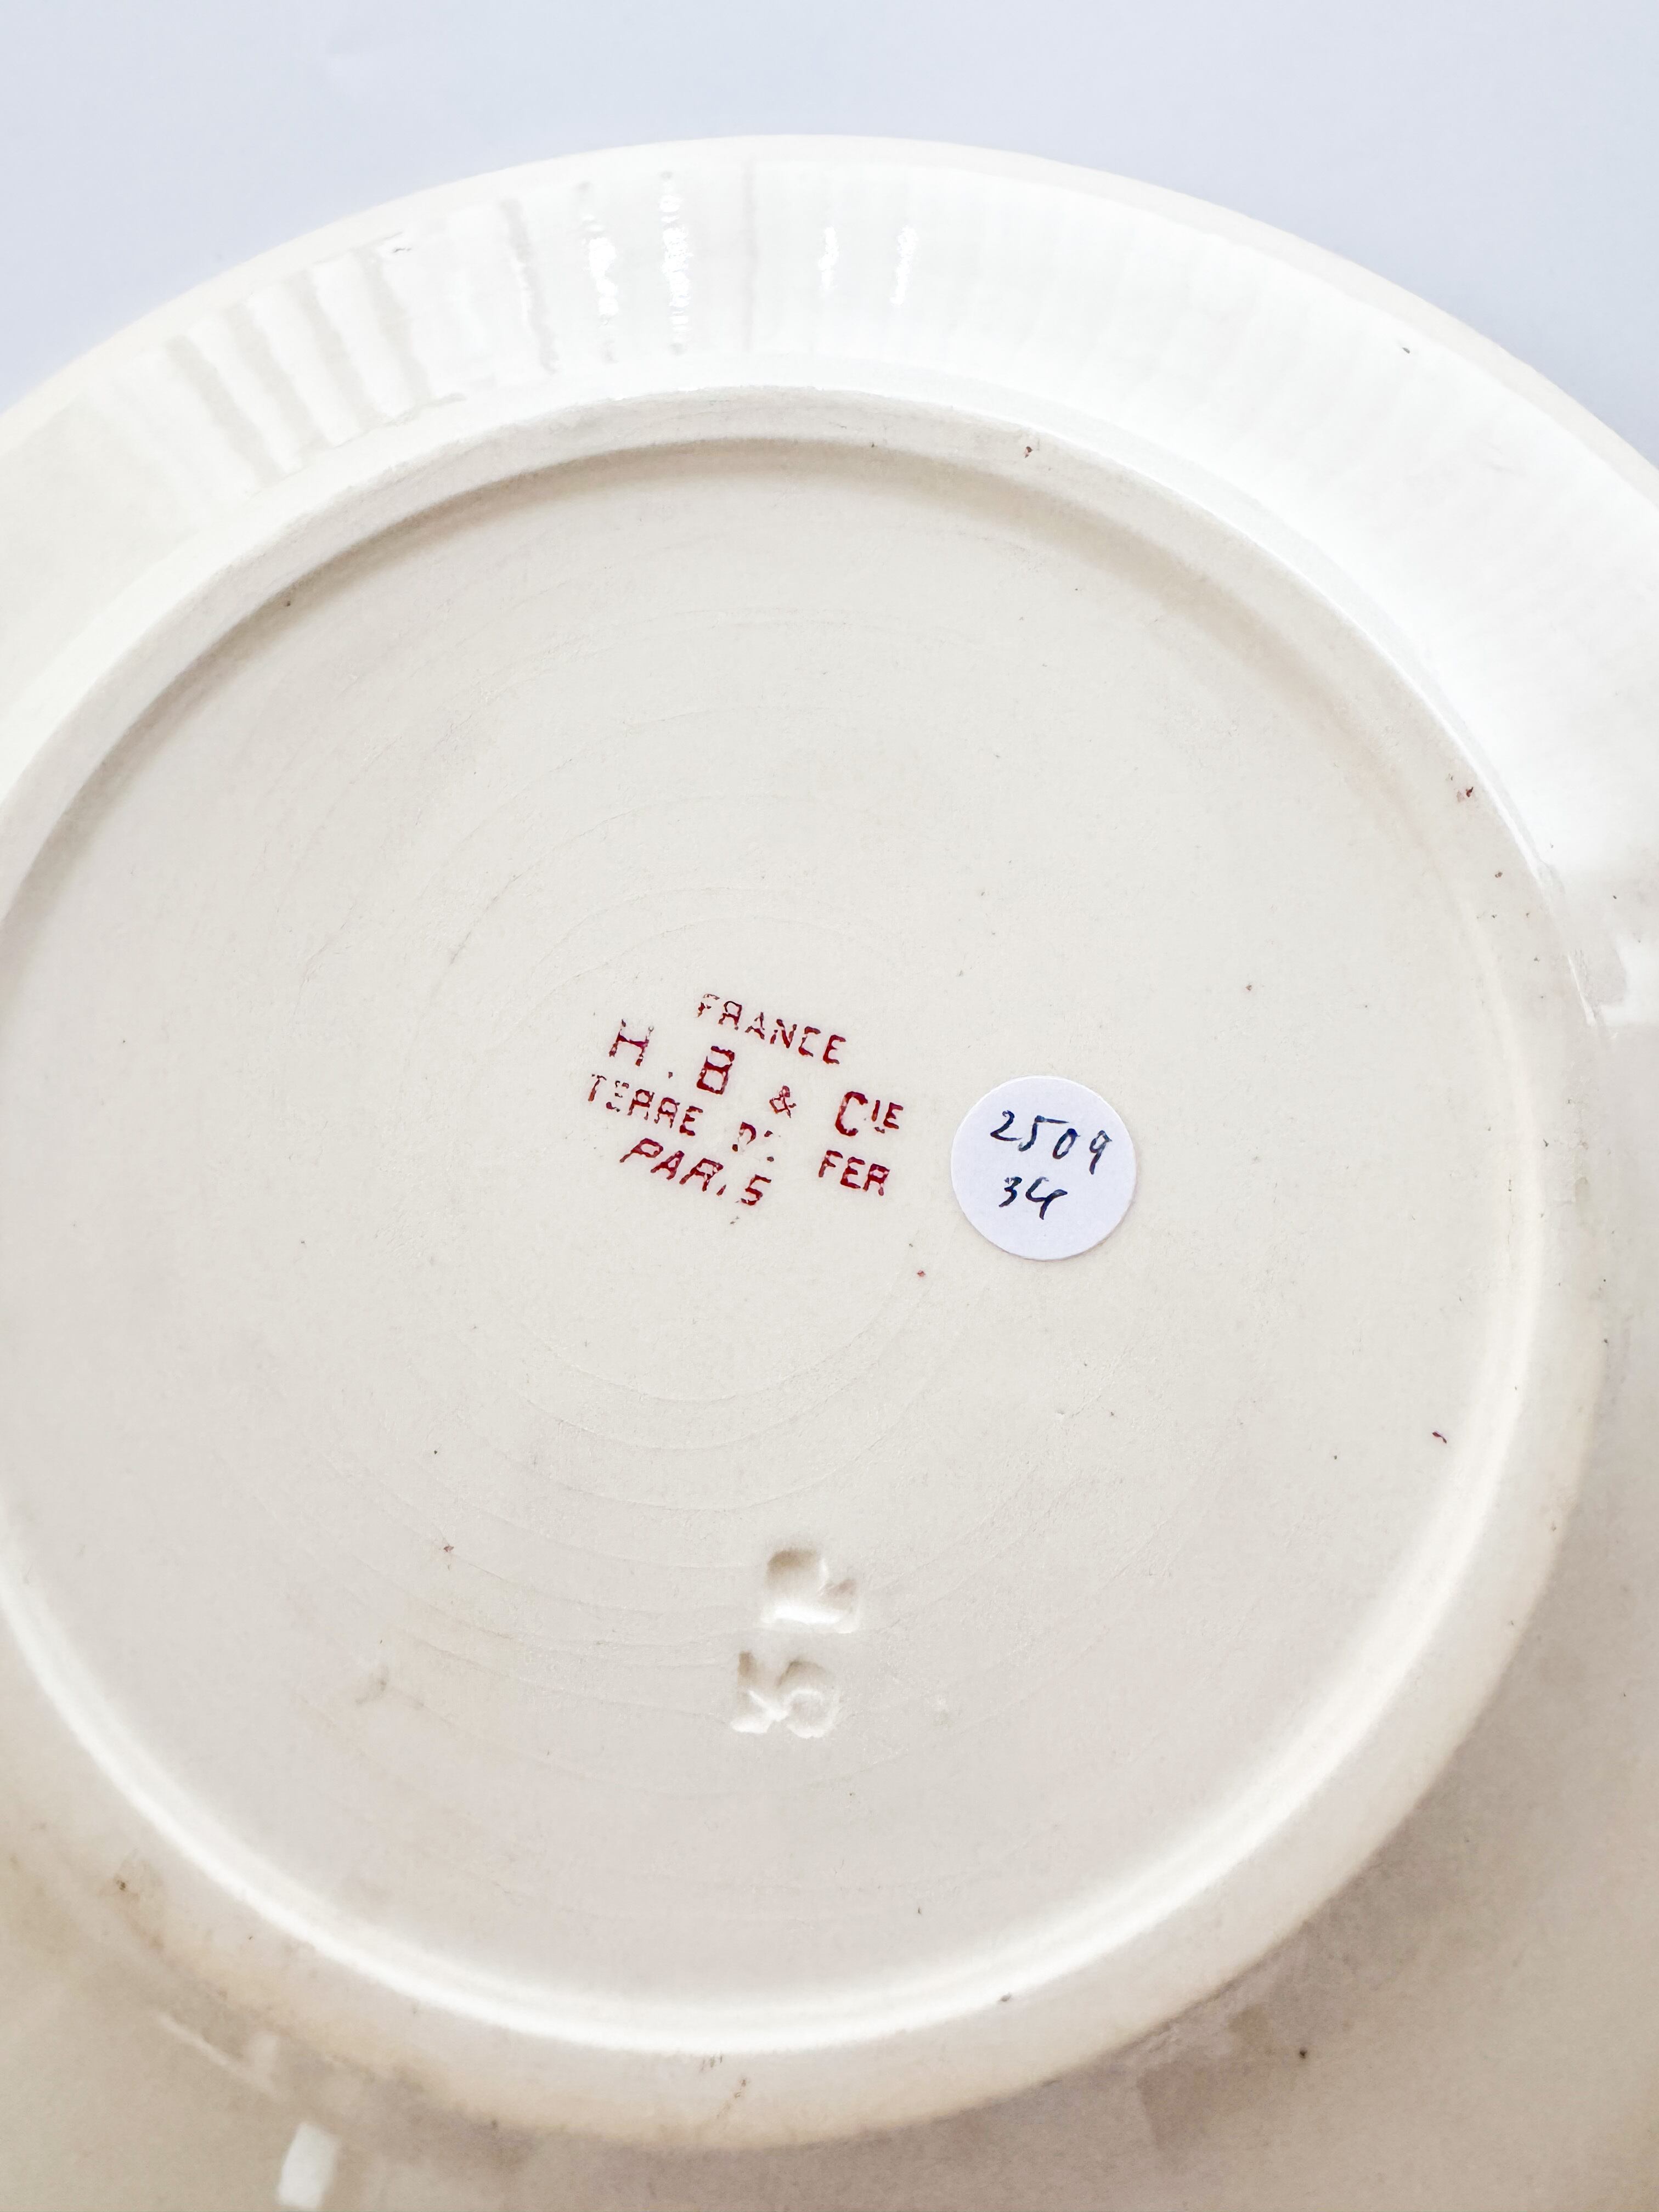 FRANCE
H. B & CIE
TERRE DE FER
PARIS
2509
34